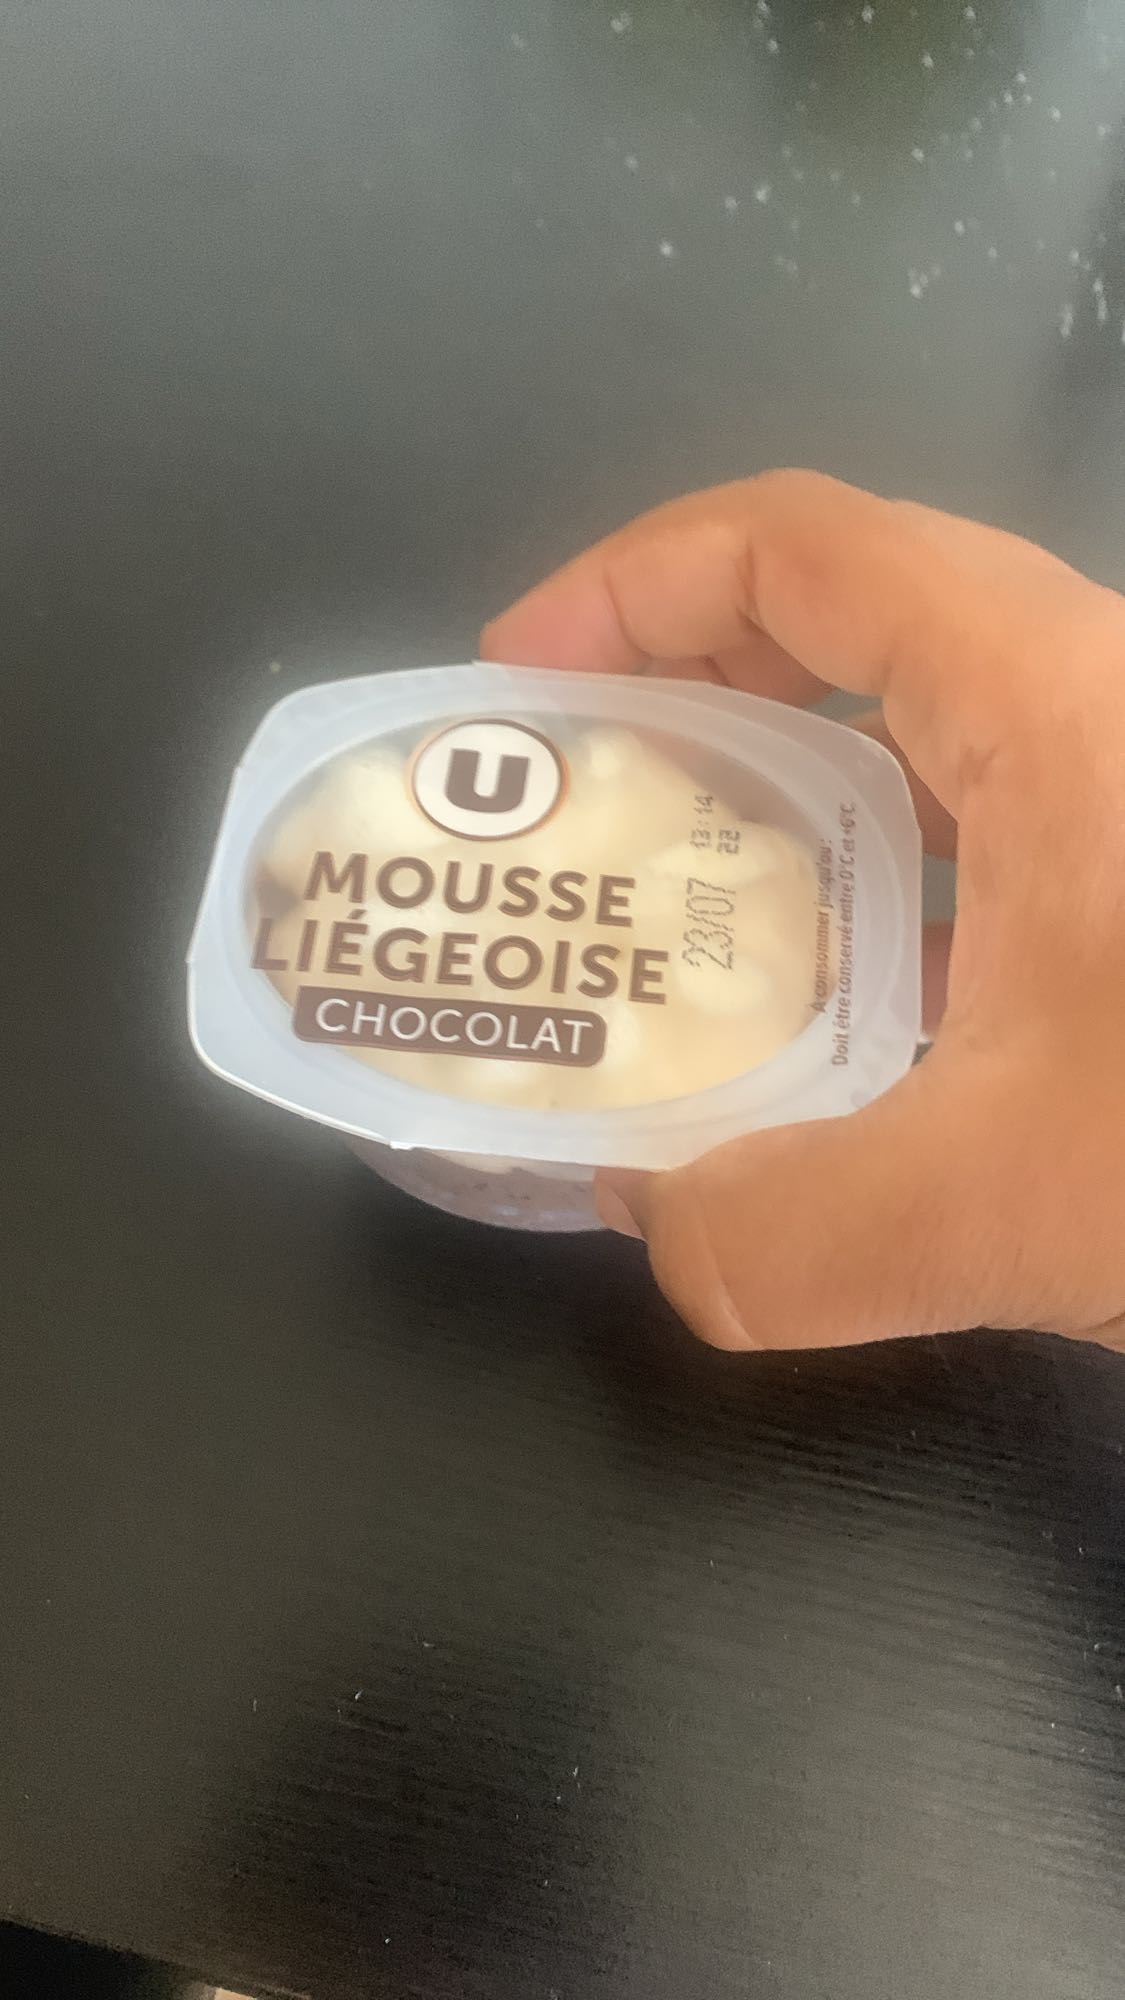 U
MOUSSE
LIÉGEOISE
CHOCOLAT
23/07 13:14
22
À consommer jusqu'au :
Doit être conservé entre 0°C et +6°C.